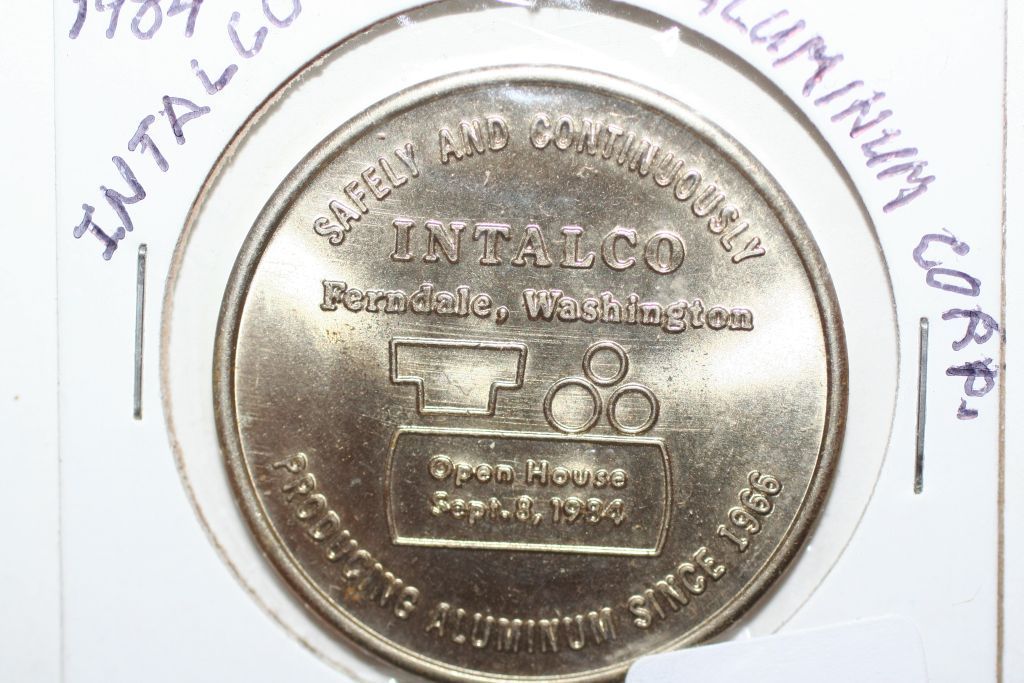 1984
INTALCO
ALUMINUM
CORP.
SAFELY AND CONTINUOUSLY
INTALCO
Ferndale, Washington
Open House
Sept. 8, 1984
PRODUCING ALUMINUM SINCE 1966